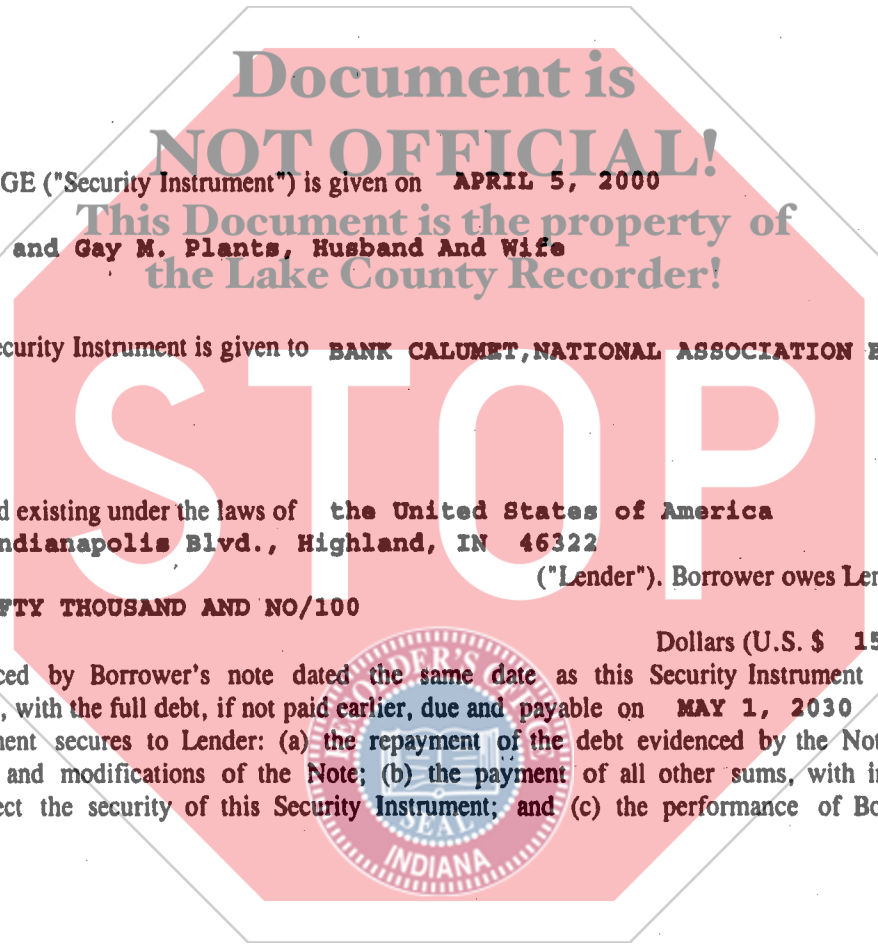 Document is
NOT OFFICIAL!
GE ("Security Instrument") is given on APRIL 5, 2000
This Document is the property of
and Gay M. Plants, Husband And Wife
the Lake County Recorder!
ecurity Instrument is given to BANK CALUMET,NATIONAL ASSOCIATION
STOP
d existing under the laws of the United States of America
ndianapolis Blvd., Highland, IN 46322
("Lender"). Borrower owes Len
FTY THOUSAND AND NO/100
Dollars (U.S. $ 15
ced by Borrower's note dated the same date as this Security Instrument
, with the full debt, if not paid earlier, due and payable on MAY 1, 2030
ment secures to Lender: (a) the repayment of the debt evidenced by the Not
and modifications of the Note; (b) the payment of all other sums, with in
ect the security of this Security Instrument; and (c) the performance of Bo
SEAL
INDIANA